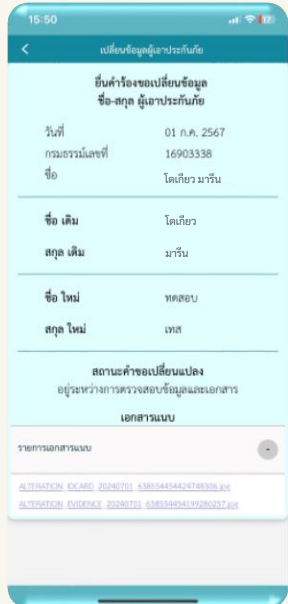 15:50
เปลี่ยนข้อมูลผู้เอาประกันภัย
ยื่นคำร้องขอเปลี่ยนข้อมูล
ชื่อ-สกุล ผู้เอาประกันภัย
วันที่ 01 ก.ค. 2567
กรมธรรม์เลขที่ 16903338
ชื่อ โตเกียว มารีน
ชื่อ เดิม โตเกียว
สกุล เดิม มารีน
ชื่อ ใหม่ ทดสอบ
สกุล ใหม่ เทส
สถานะคำขอเปลี่ยนแปลง
อยู่ระหว่างการตรวจสอบข้อมูลและเอกสาร
เอกสารแนบ
รายการเอกสารแนบ -
ALTERATION_IDCARD_20240701_638554454424748306.jpg
ALTERATION_EVIDENCE_20240701_638554454199280257.jpg